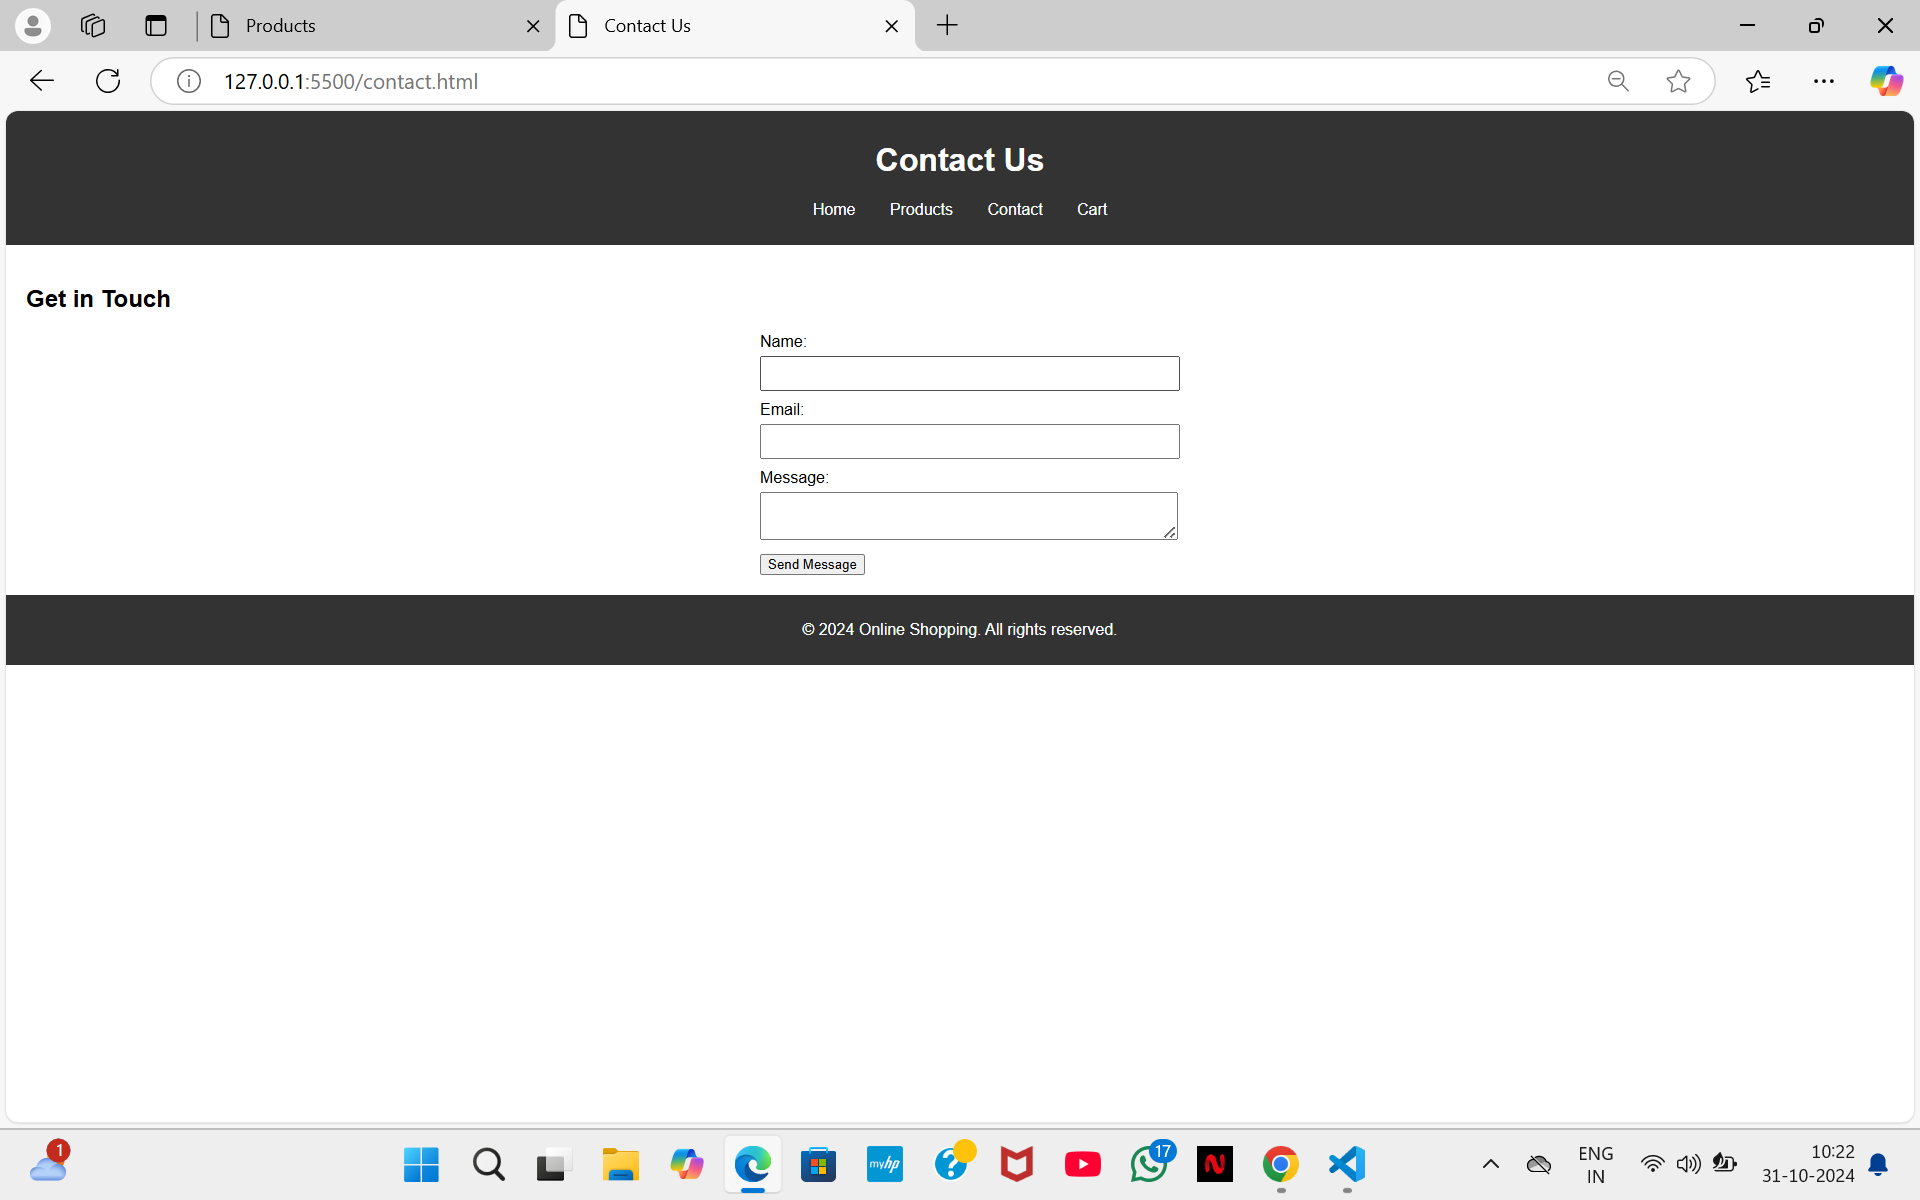 Products
Contact Us
127.0.0.1:5500/contact.html
Contact Us
Home Products Contact Cart
Get in Touch
Name:
Email:
Message:
Send Message
© 2024 Online Shopping. All rights reserved.
1
myhp
?
17
N
ENG
IN
10:22
31-10-2024